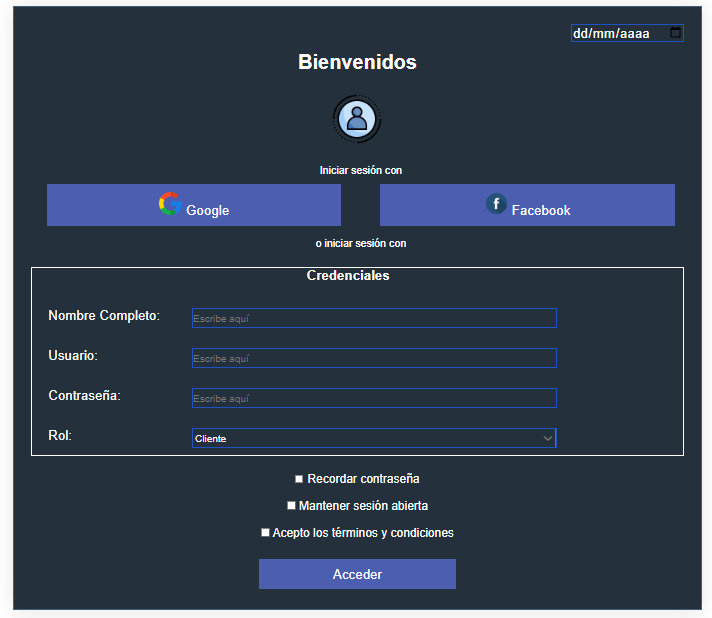 dd/mm/aaaa
Bienvenidos
Iniciar sesión con
Google
Facebook
o iniciar sesión con
Credenciales
Nombre Completo: Escribe aquí
Usuario: Escribe aquí
Contraseña: Escribe aquí
Rol: Cliente
Recordar contraseña
Mantener sesión abierta
Acepto los términos y condiciones
Acceder